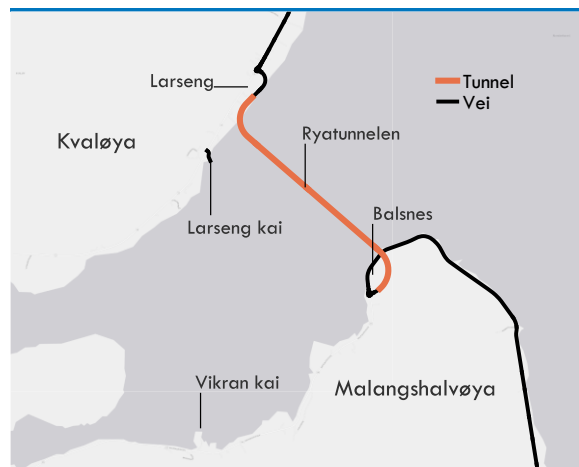 Larseng
Tunnel
Vei
Kvaløya
Ryatunnelen
Balsnes
Larseng kai
Vikran kai
Malangshalvøya